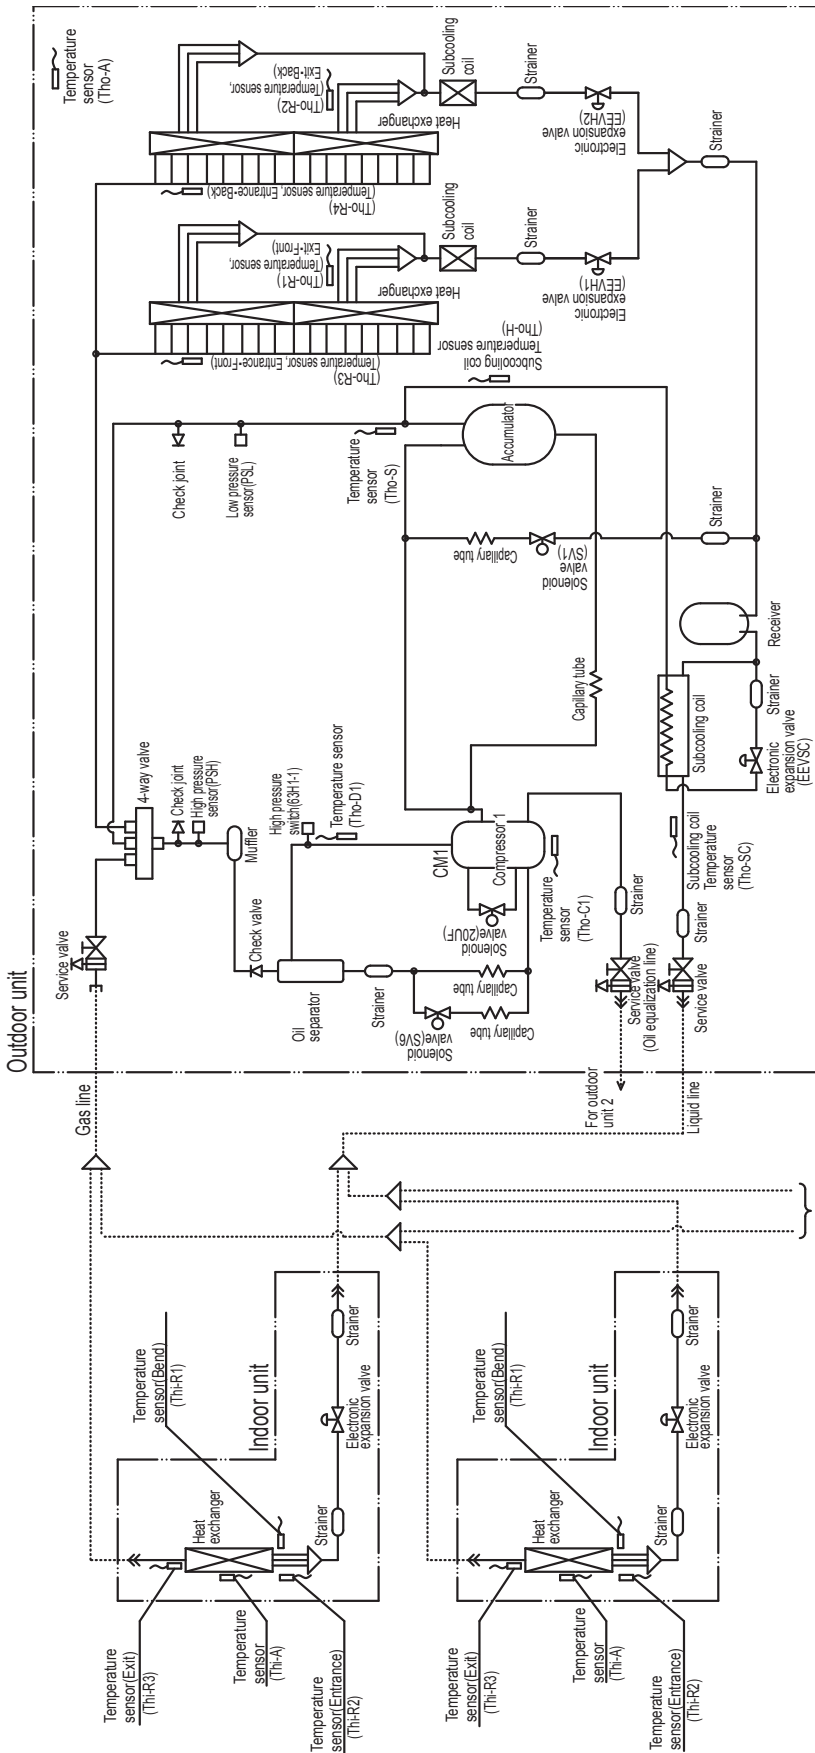 Outdoor unit
Temperature
sensor
(Tho-A)
(Tho-R2)
(Temperature sensor,
Exit•Back)
Heat exchanger
Subcooling
coil
Strainer
Electronic
expansion valve
(EEVH2)
Strainer
(Tho-R4)
(Temperature sensor, Entrance•Back)
(Tho-R1)
(Temperature sensor,
Exit•Front)
Heat exchanger
Subcooling
coil
Strainer
Electronic
expansion valve
(EEVH1)
(Tho-R3)
(Temperature sensor, Entrance•Front)
Subcooling coil
Temperature sensor
(Tho-H)
Check joint
Low pressure
sensor(PSL)
Temperature
sensor
(Tho-S)
Accumulator
Capillary tube
Solenoid
valve
(SV1)
Strainer
Receiver
Capillary tube
Subcooling coil
Strainer
Electronic
expansion valve
(EEVSC)
4-way valve
Check joint
High pressure
sensor(PSH)
Muffler
High pressure
switch(63H1-1)
Temperature sensor
(Tho-D1)
CM1
Compressor 1
Solenoid
valve(20UF)
Temperature
sensor
(Tho-C1)
Subcooling coil
Temperature
sensor
(Tho-SC)
Strainer
Strainer
Service valve
Check valve
Oil
separator
Strainer
Capillary tube
Solenoid
valve(SV6)
Capillary tube
Service valve
(Oil equalization line)
Service valve
Gas line
For outdoor
unit 2
Liquid line
Indoor unit
Temperature
sensor(Bend)
(Thi-R1)
Strainer
Electronic
expansion valve
Heat
exchanger
Strainer
Temperature
sensor(Exit)
(Thi-R3)
Temperature
sensor
(Thi-A)
Temperature
sensor(Entrance)
(Thi-R2)
Indoor unit
Temperature
sensor(Bend)
(Thi-R1)
Strainer
Electronic
expansion valve
Heat
exchanger
Strainer
Temperature
sensor(Exit)
(Thi-R3)
Temperature
sensor
(Thi-A)
Temperature
sensor(Entrance)
(Thi-R2)